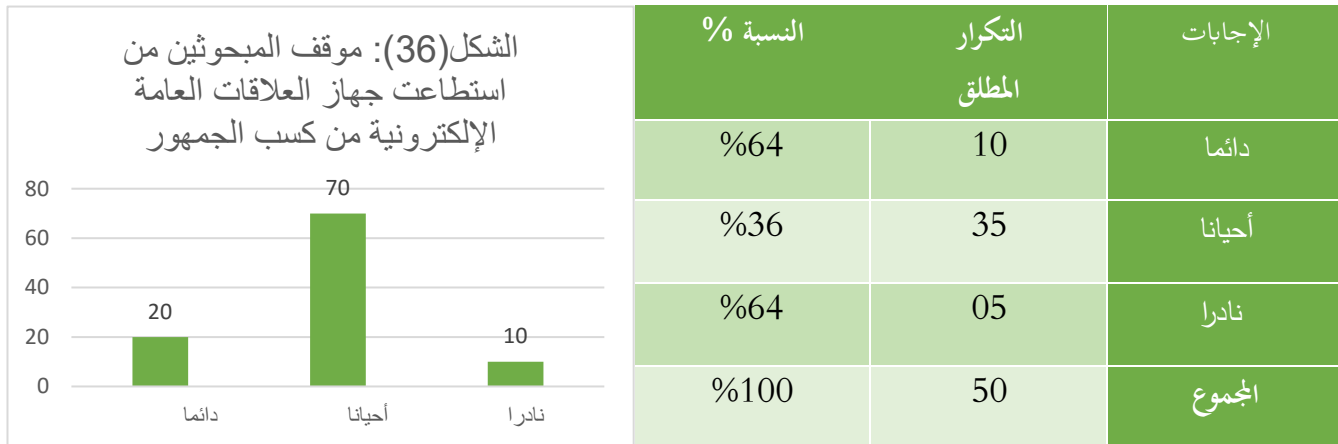 الشكل(36): موقف المبحوثين من
استطاعت جهاز العلاقات العامة
الإلكترونية من كسب الجمهور
80
60
40
20
0
20
70
10
دائما
أحيانا
نادرا
الإجابات
التكرار
المطلق
النسبة %
دائما
10
%64
أحيانا
35
%36
نادرا
05
%64
المجموع
50
%100